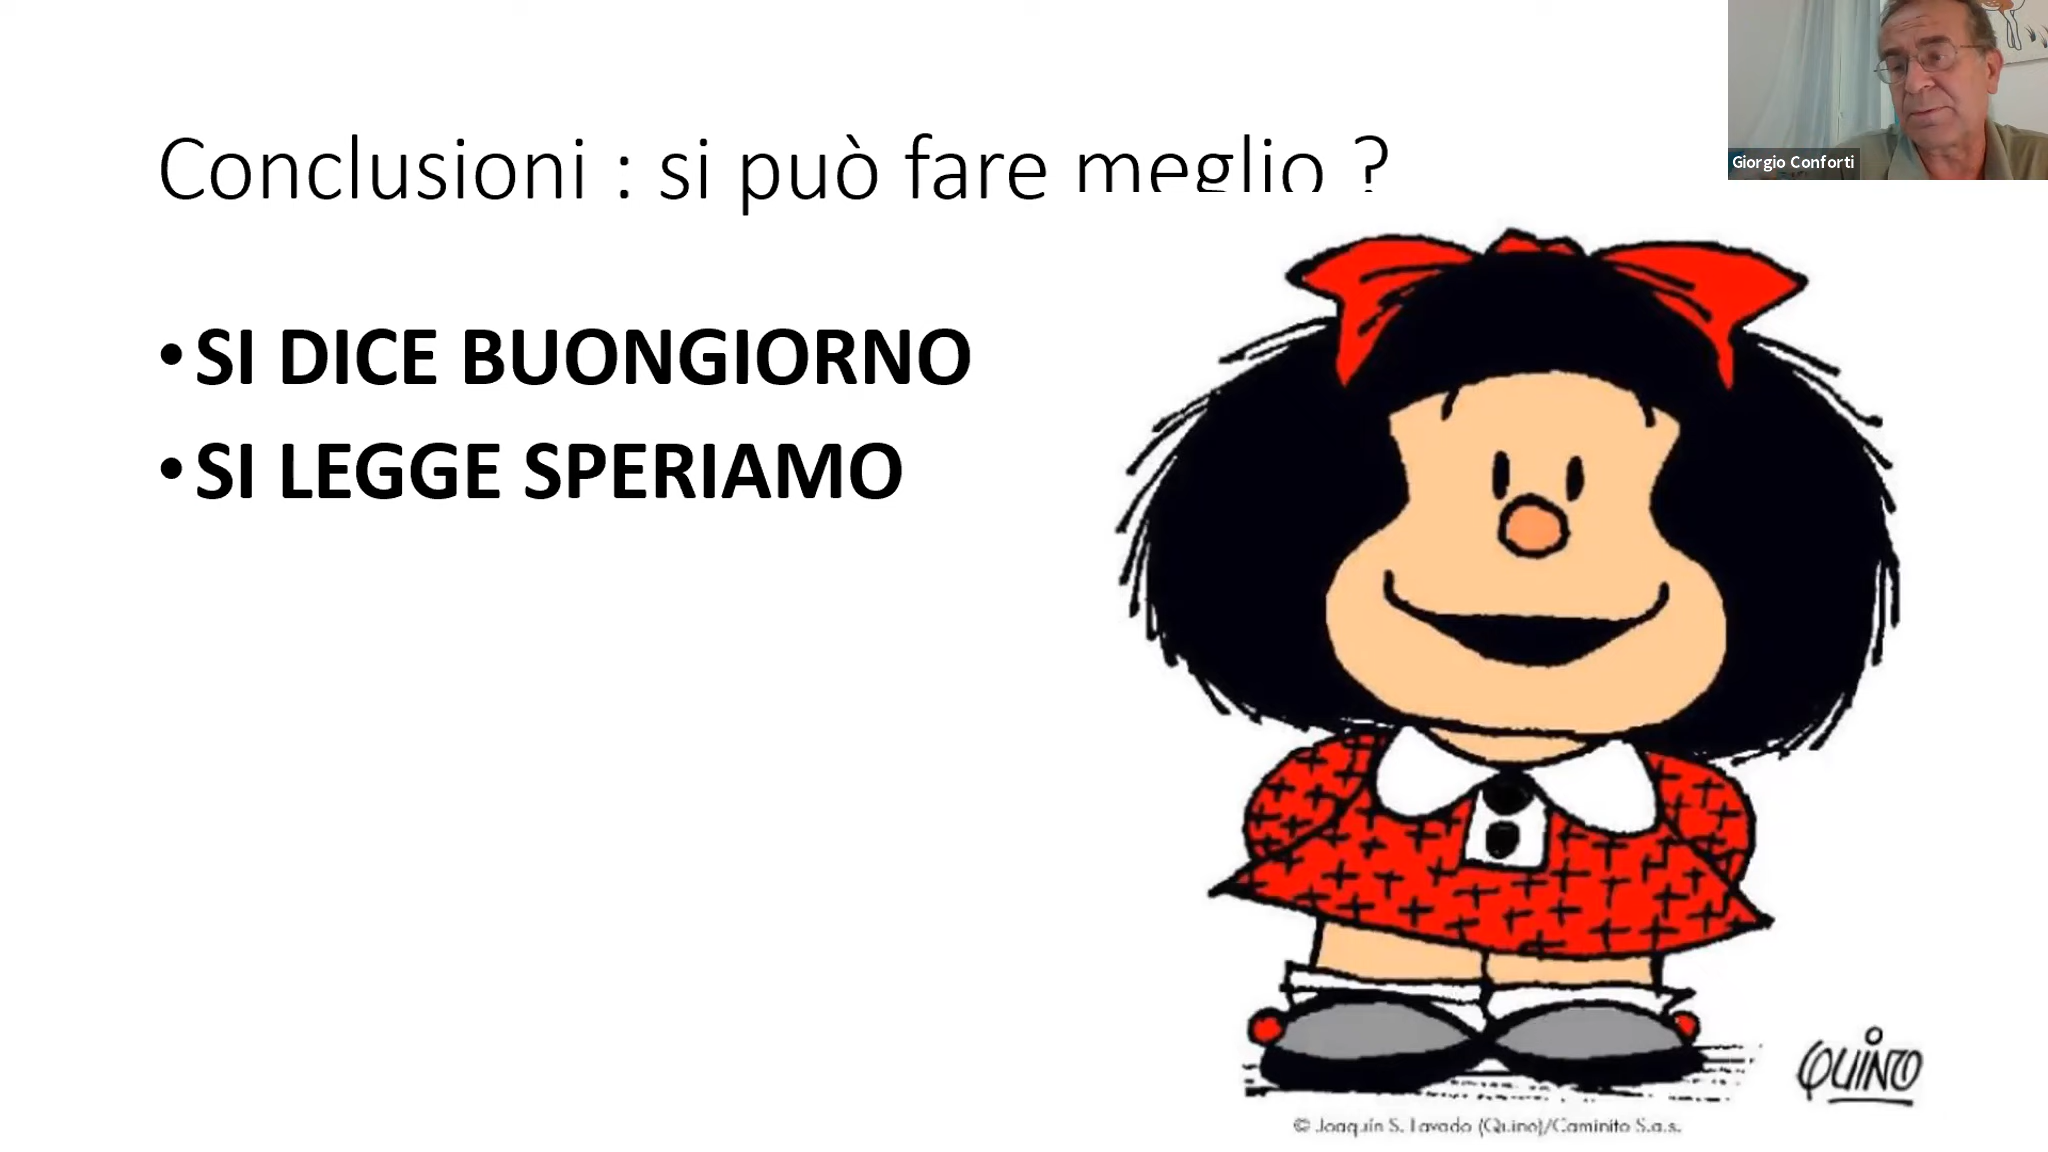 Conclusioni : si può fare meglio ?
Giorgio Conforti
• SI DICE BUONGIORNO
• SI LEGGE SPERIAMO
QUINO
© Joaquín S. Lavado (Quino)/Caminito S.a.s.